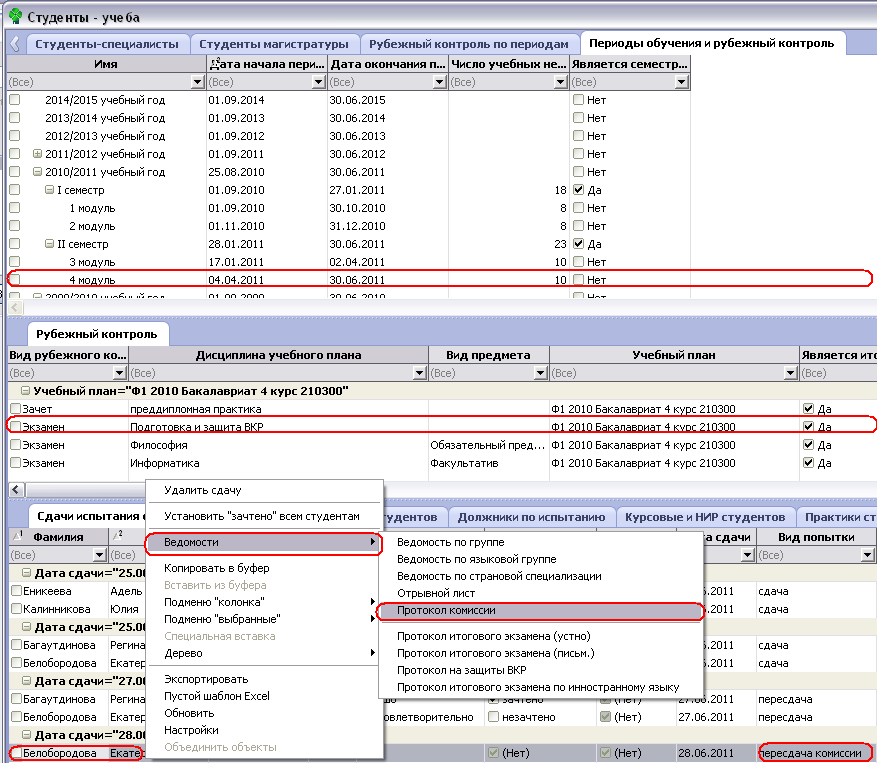 Студенты - учеба
Студенты-специалисты Студенты магистратуры Рубежный контроль по периодам Периоды обучения и рубежный контроль
Имя Дата начала пери... Дата окончания п... Число учебных не... Является семестр...
(Все) (Все) (Все) (Все) (Все)
2014/2015 учебный год 01.09.2014 30.06.2015 Нет
2013/2014 учебный год 01.09.2013 30.06.2014 Нет
2012/2013 учебный год 01.09.2012 30.06.2013 Нет
2011/2012 учебный год 01.09.2011 30.06.2012 Нет
2010/2011 учебный год 25.08.2010 30.06.2011 Нет
I семестр 01.09.2010 27.01.2011 18 Да
1 модуль 01.09.2010 30.10.2010 8 Нет
2 модуль 01.11.2010 31.12.2010 8 Нет
II семестр 28.01.2011 30.06.2011 23 Да
3 модуль 17.01.2011 02.04.2011 10 Нет
4 модуль 04.04.2011 30.06.2011 10 Нет
Рубежный контроль
Вид рубежного ко... Дисциплина учебного плана Вид предмета Учебный план Является ито
(Все) (Все) (Все) (Все) (Все)
Учебный план="Ф1 2010 Бакалавриат 4 курс 210300"
Зачет преддипломная практика Ф1 2010 Бакалавриат 4 курс 210300 Да
Экзамен Подготовка и защита ВКР Ф1 2010 Бакалавриат 4 курс 210300 Да
Экзамен Философия Обязательный пред... Ф1 2010 Бакалавриат 4 курс 210300 Да
Экзамен Информатика Факультатив Ф1 2010 Бакалавриат 4 курс 210300 Да
Сдачи испытания тудентов Должники по испытанию Курсовые и НИР студентов Практики ст
1 Фамилия 2 а сдачи Вид попытки
(Все) (Все) (Все)
Дата сдачи="25.0
Еникеева Адель .06.2011 сдача
Калинникова Юлия .06.2011 сдача
Дата сдачи="25.0
Багаутдинова Регина .06.2011 сдача
Белобородова Екатер .06.2011 сдача
Дата сдачи="27.0
Багаутдинова Регина зачтено (Нет) 27.06.2011 пересдача
Белобородова Екатер овлетворительно незачтено (Нет) 27.06.2011 пересдача
Дата сдачи="28.0
Белобородова Екатер (Нет) (Нет) 28.06.2011 пересдача комиссии
Удалить сдачу
Установить "зачтено" всем студентам
Ведомости
Копировать в буфер
Вставить из буфера
Подменю "колонка"
Подменю "выбранные"
Специальная вставка
Дерево
Экспортировать
Пустой шаблон Excel
Обновить
Настройки
Объединить объекты
Ведомость по группе
Ведомость по языковой группе
Ведомость по страновой специализации
Отрывной лист
Протокол комиссии
Протокол итогового экзамена (устно)
Протокол итогового экзамена (письм.)
Протокол на защиты ВКР
Протокол итогового экзамена по иностранному языку